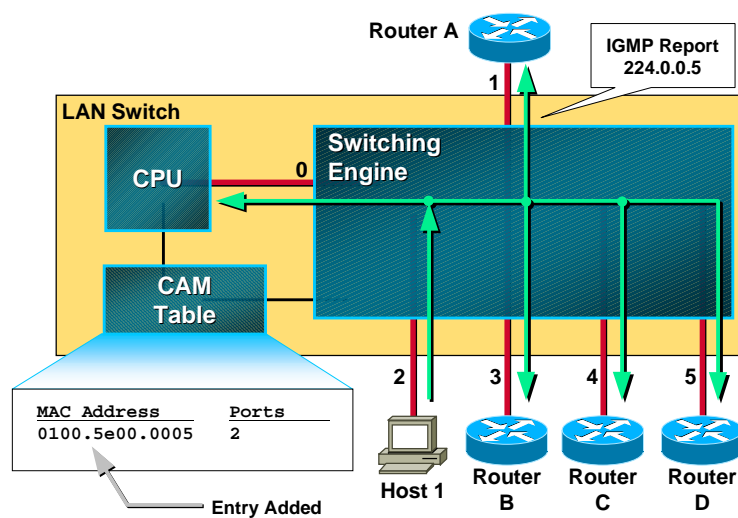 Router A
IGMP Report
224.0.0.5
1
LAN Switch
Switching
Engine
CPU
0
CAM
Table
2
3
4
5
MAC Address Ports
0100.5e00.0005 2
Host 1
Router
B
Router
C
Router
D
Entry Added